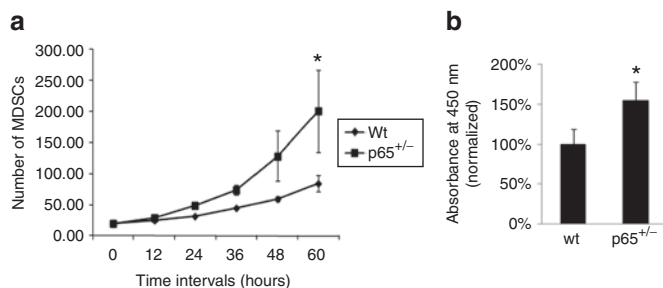 a
300.00
250.00
200.00
150.00
100.00
50.00
0.00
Number of MDSCs
0 12 24 36 48 60
Time intervals (hours)
*
Wt
p65+/−
b
200%
150%
100%
50%
0%
Absorbance at 450 nm
(normalized)
*
wt p65+/−